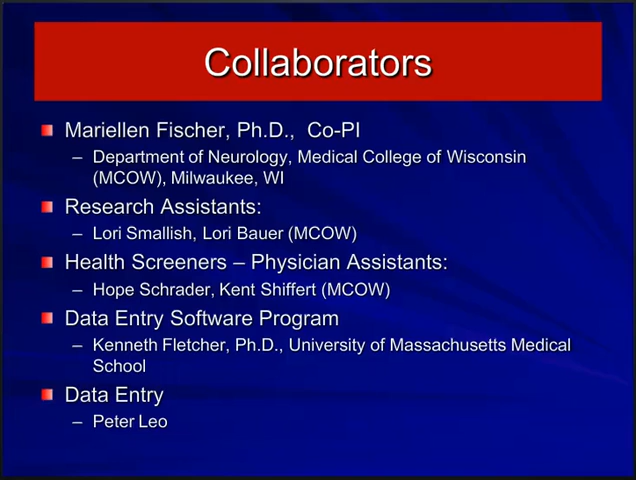 Collaborators
Mariellen Fischer, Ph.D., Co-PI
– Department of Neurology, Medical College of Wisconsin
(MCOW), Milwaukee, WI
Research Assistants:
– Lori Smallish, Lori Bauer (MCOW)
Health Screeners – Physician Assistants:
– Hope Schrader, Kent Shiffert (MCOW)
Data Entry Software Program
– Kenneth Fletcher, Ph.D., University of Massachusetts Medical
School
Data Entry
– Peter Leo